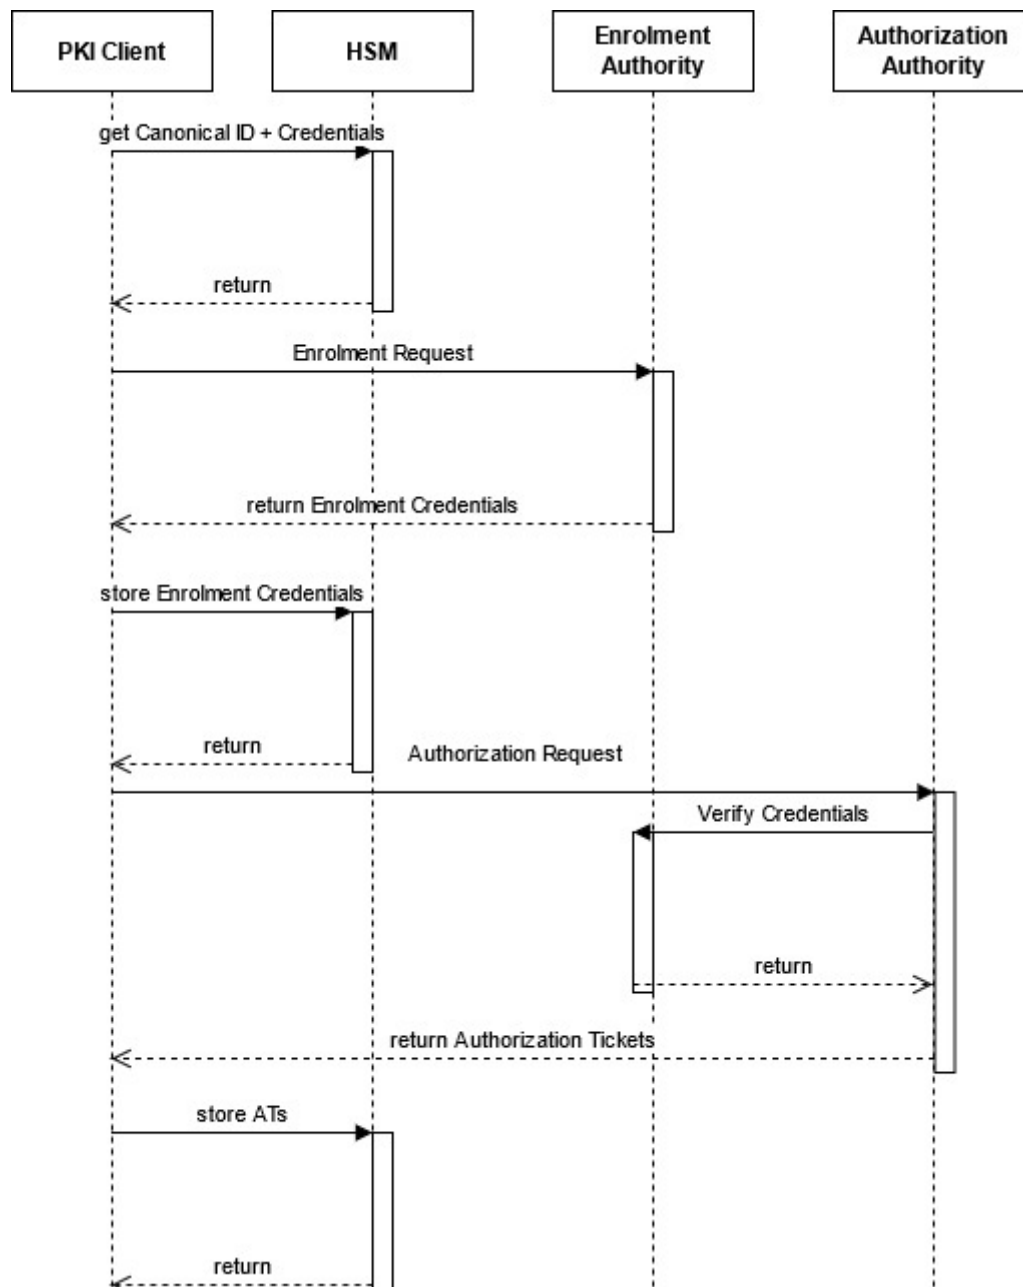 PKI Client
HSM
Enrolment
Authority
Authorization
Authority
get Canonical ID + Credentials
return
Enrolment Request
return Enrolment Credentials
store Enrolment Credentials
return
Authorization Request
Verify Credentials
return
return Authorization Tickets
store ATs
return